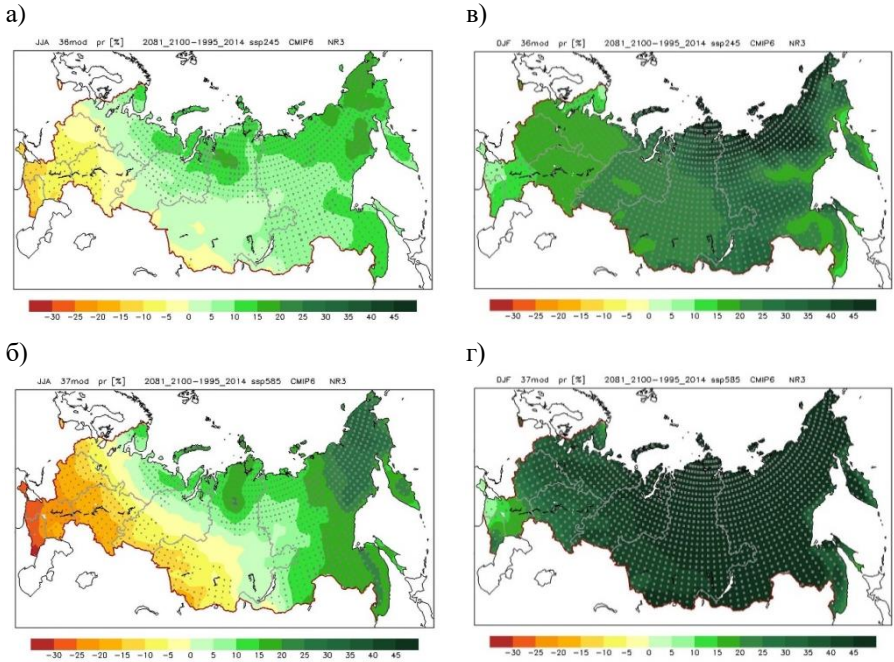 а)
JJA 36mod pr [%] 2081_2100-1995_2014 ssp245 CMIP6 NR3
-30 -25 -20 -15 -10 -5 0 5 10 15 20 25 30 35 40 45
в)
DJF 36mod pr [%] 2081_2100-1995_2014 ssp245 CMIP6 NR3
-30 -25 -20 -15 -10 -5 0 5 10 15 20 25 30 35 40 45
б)
JJA 37mod pr [%] 2081_2100-1995_2014 ssp585 CMIP6 NR3
-30 -25 -20 -15 -10 -5 0 5 10 15 20 25 30 35 40 45
г)
DJF 37mod pr [%] 2081_2100-1995_2014 ssp585 CMIP6 NR3
-30 -25 -20 -15 -10 -5 0 5 10 15 20 25 30 35 40 45